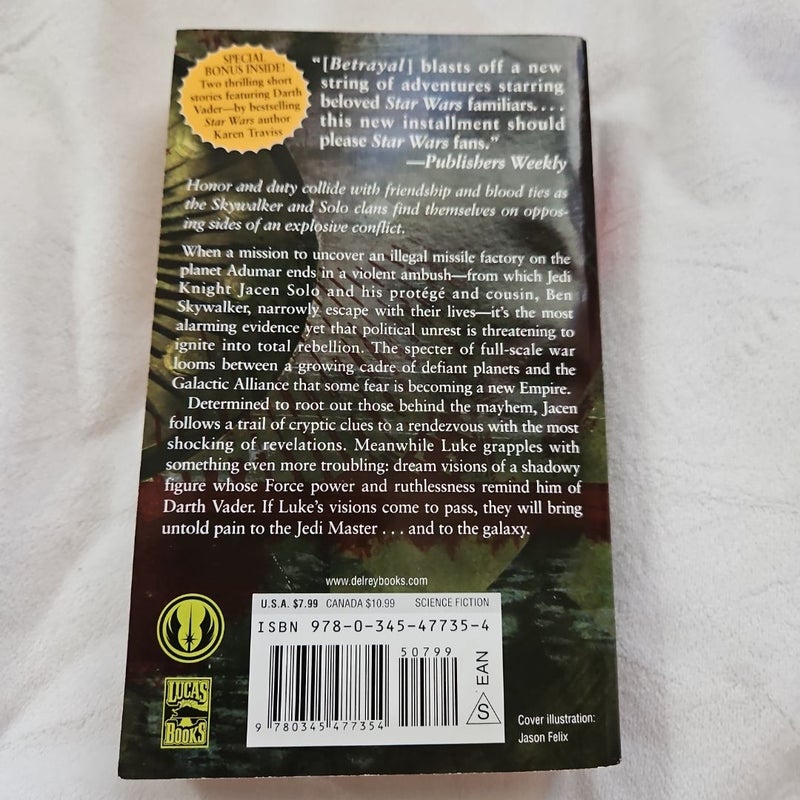 SPECIAL
BONUS INSIDE!
Two thrilling short
stories featuring Darth
Vader—by bestselling
Star Wars author
Karen Traviss
“[Betrayal] blasts off a new
string of adventures starring
beloved Star Wars familiars. . . .
this new installment should
please Star Wars fans.”
—Publishers Weekly
Honor and duty collide with friendship and blood ties as
the Skywalker and Solo clans find themselves on oppos-
ing sides of an explosive conflict.
When a mission to uncover an illegal missile factory on the
planet Adumar ends in a violent ambush—from which Jedi
Knight Jacen Solo and his protégé and cousin, Ben
Skywalker, narrowly escape with their lives—it’s the most
alarming evidence yet that political unrest is threatening to
ignite into total rebellion. The specter of full-scale war
looms between a growing cadre of defiant planets and the
Galactic Alliance that some fear is becoming a new Empire.
Determined to root out those behind the mayhem, Jacen
follows a trail of cryptic clues to a rendezvous with the most
shocking of revelations. Meanwhile Luke grapples with
something even more troubling: dream visions of a shadowy
figure whose Force power and ruthlessness remind him of
Darth Vader. If Luke’s visions come to pass, they will bring
untold pain to the Jedi Master . . . and to the galaxy.
www.delreybooks.com
U.S.A. $7.99 CANADA $10.99 SCIENCE FICTION
ISBN 978-0-345-47735-4
50799
EAN
S
9 780345 477354
LUCAS
BOOKS
Cover illustration:
Jason Felix